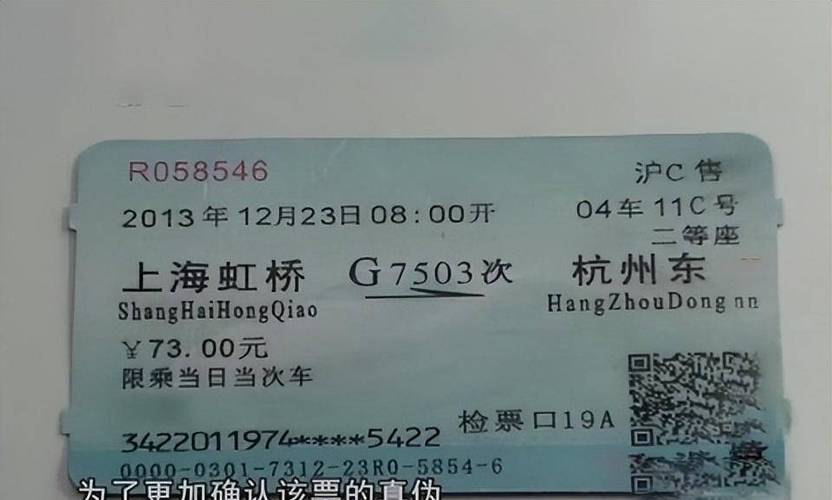 R058546
沪C 售
2013 年 12月23日 08:00开
04车 11C号
二等座
上海虹桥 G7503次 杭州东
ShangHaiHongQiao
HangZhouDong nn
¥73.00元
限乘当日当次车
检票口19A
3422011974****5422
0000-0301-7312-23R0-5854-6
为了更加确认该票的真伪